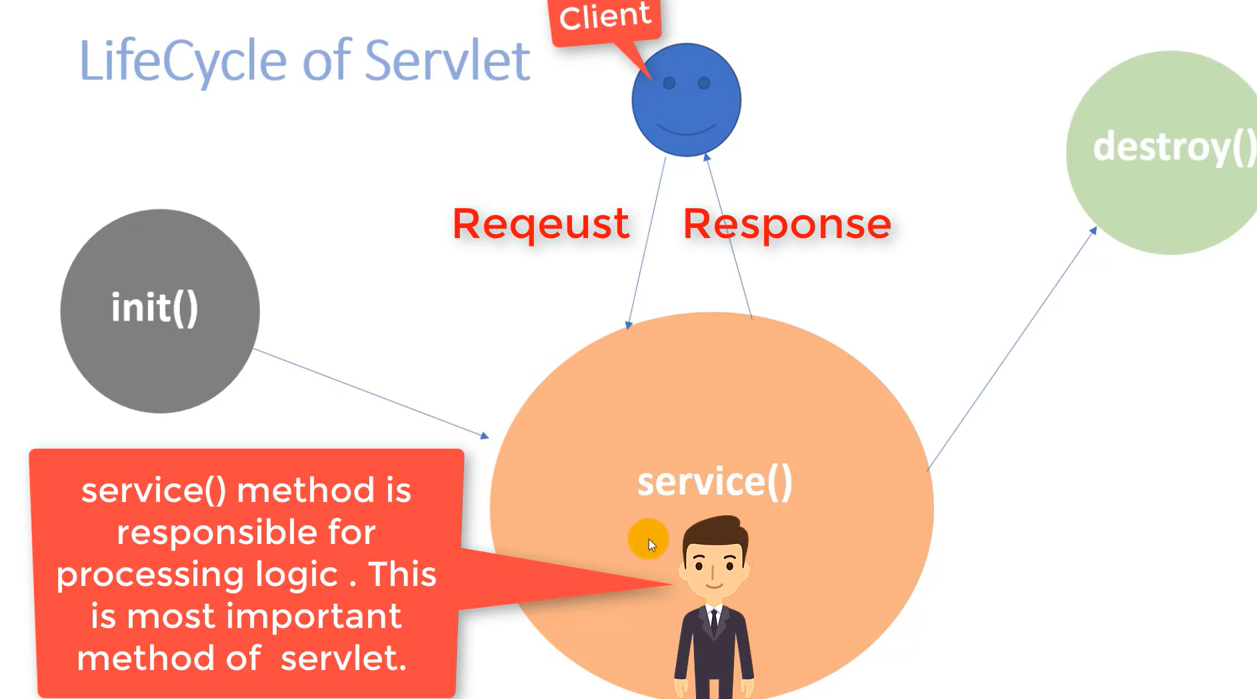 Client
LifeCycle of Servlet
destroy()
Reqeust
Response
init()
service()
service() method is
responsible for
processing logic . This
is most important
method of servlet.